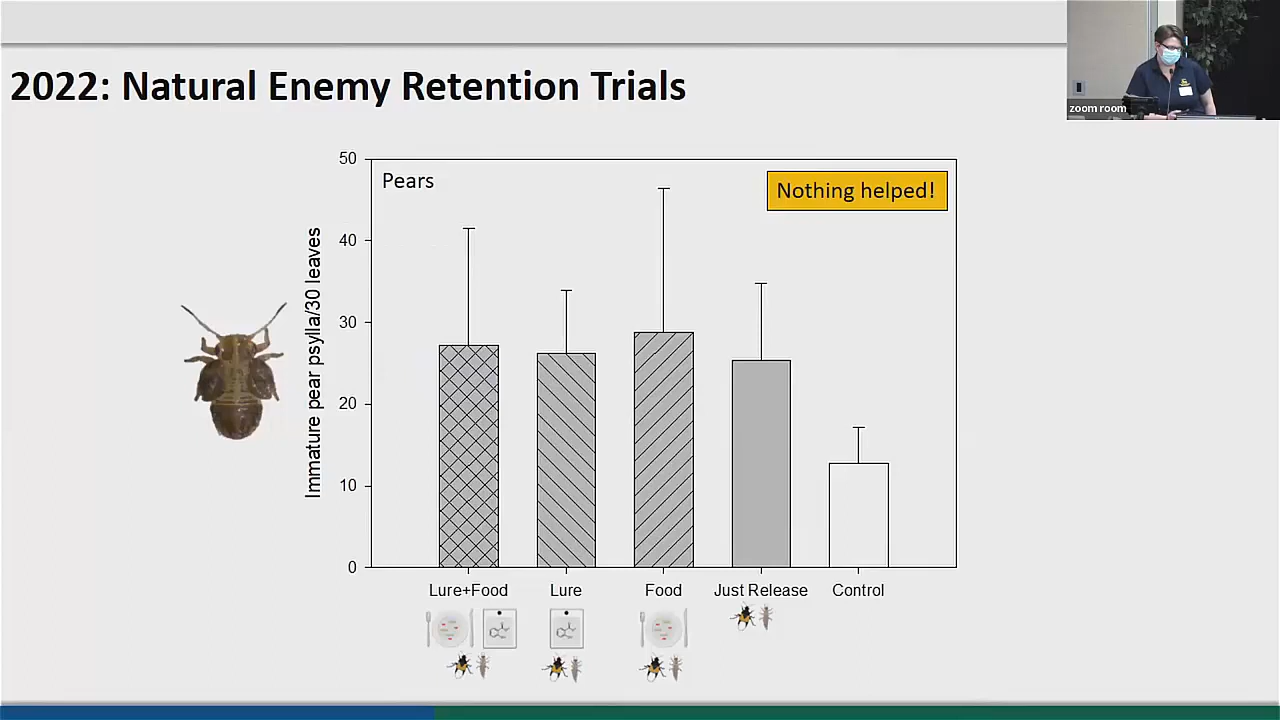 zoom room
2022: Natural Enemy Retention Trials
Pears
Nothing helped!
Immature pear psylla/30 leaves
50
40
30
20
10
0
Lure+Food Lure Food Just Release Control